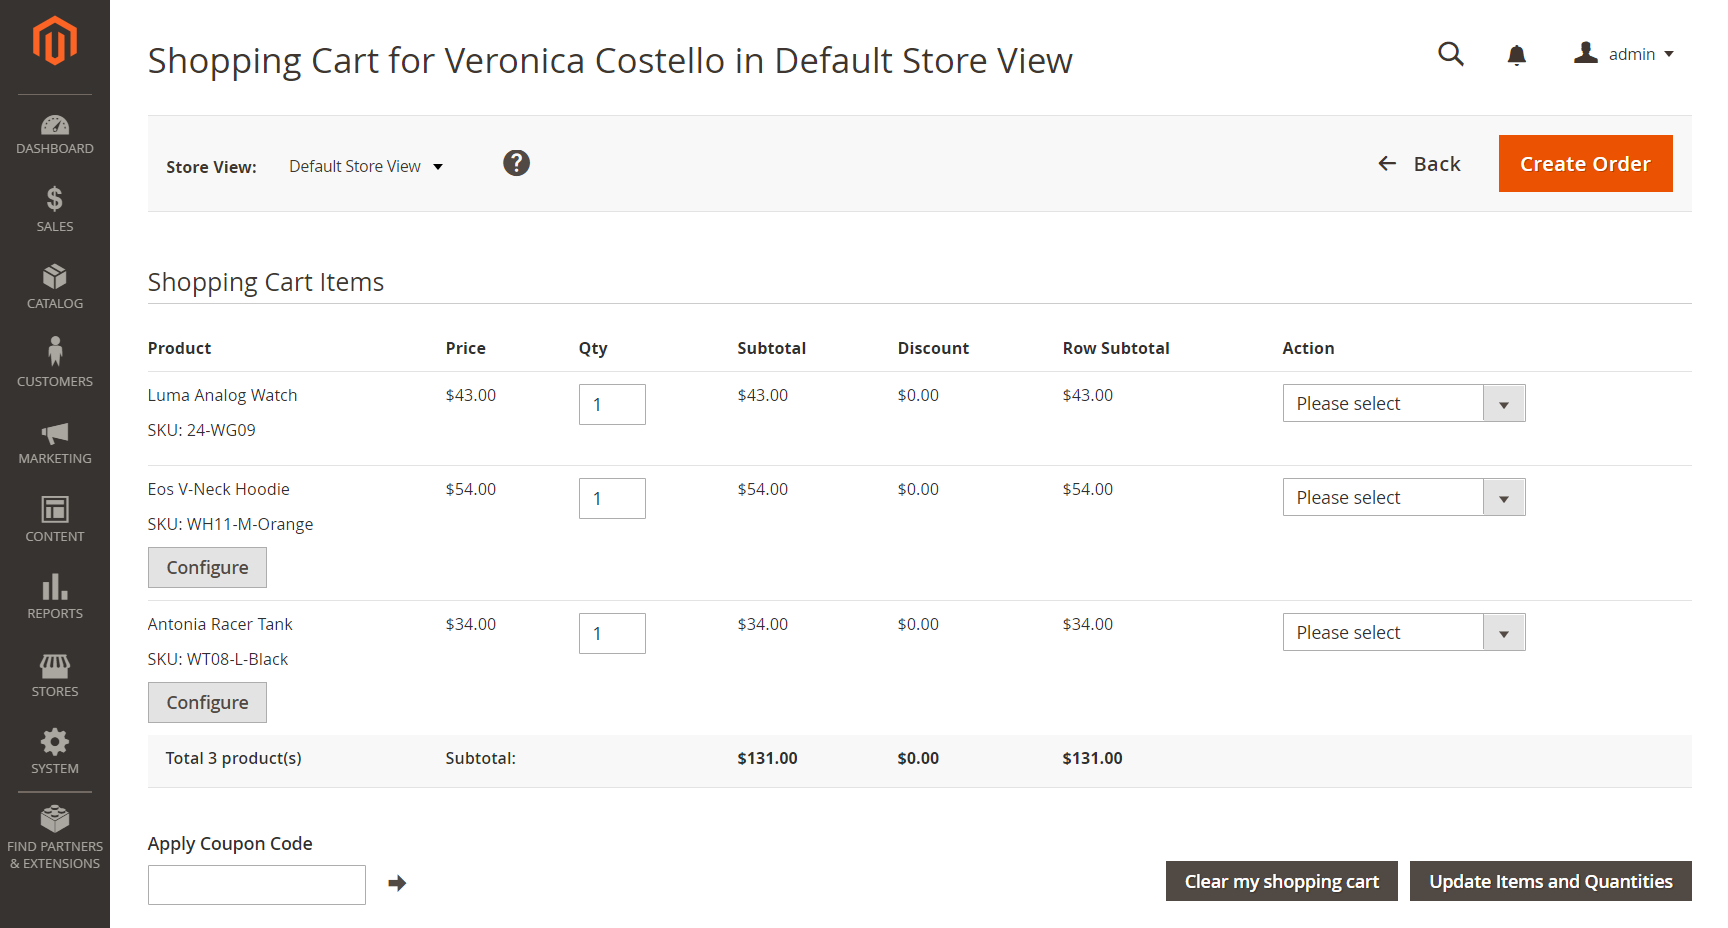 Shopping Cart for Veronica Costello in Default Store View
admin
DASHBOARD
SALES
CATALOG
CUSTOMERS
MARKETING
CONTENT
REPORTS
STORES
SYSTEM
FIND PARTNERS
& EXTENSIONS
Store View: Default Store View ?
Back Create Order
Shopping Cart Items
Product Price Qty Subtotal Discount Row Subtotal Action
Luma Analog Watch $43.00 1 $43.00 $0.00 $43.00 Please select
SKU: 24-WG09
Eos V-Neck Hoodie $54.00 1 $54.00 $0.00 $54.00 Please select
SKU: WH11-M-Orange
Configure
Antonia Racer Tank $34.00 1 $34.00 $0.00 $34.00 Please select
SKU: WT08-L-Black
Configure
Total 3 product(s) Subtotal: $131.00 $0.00 $131.00
Apply Coupon Code
Clear my shopping cart Update Items and Quantities